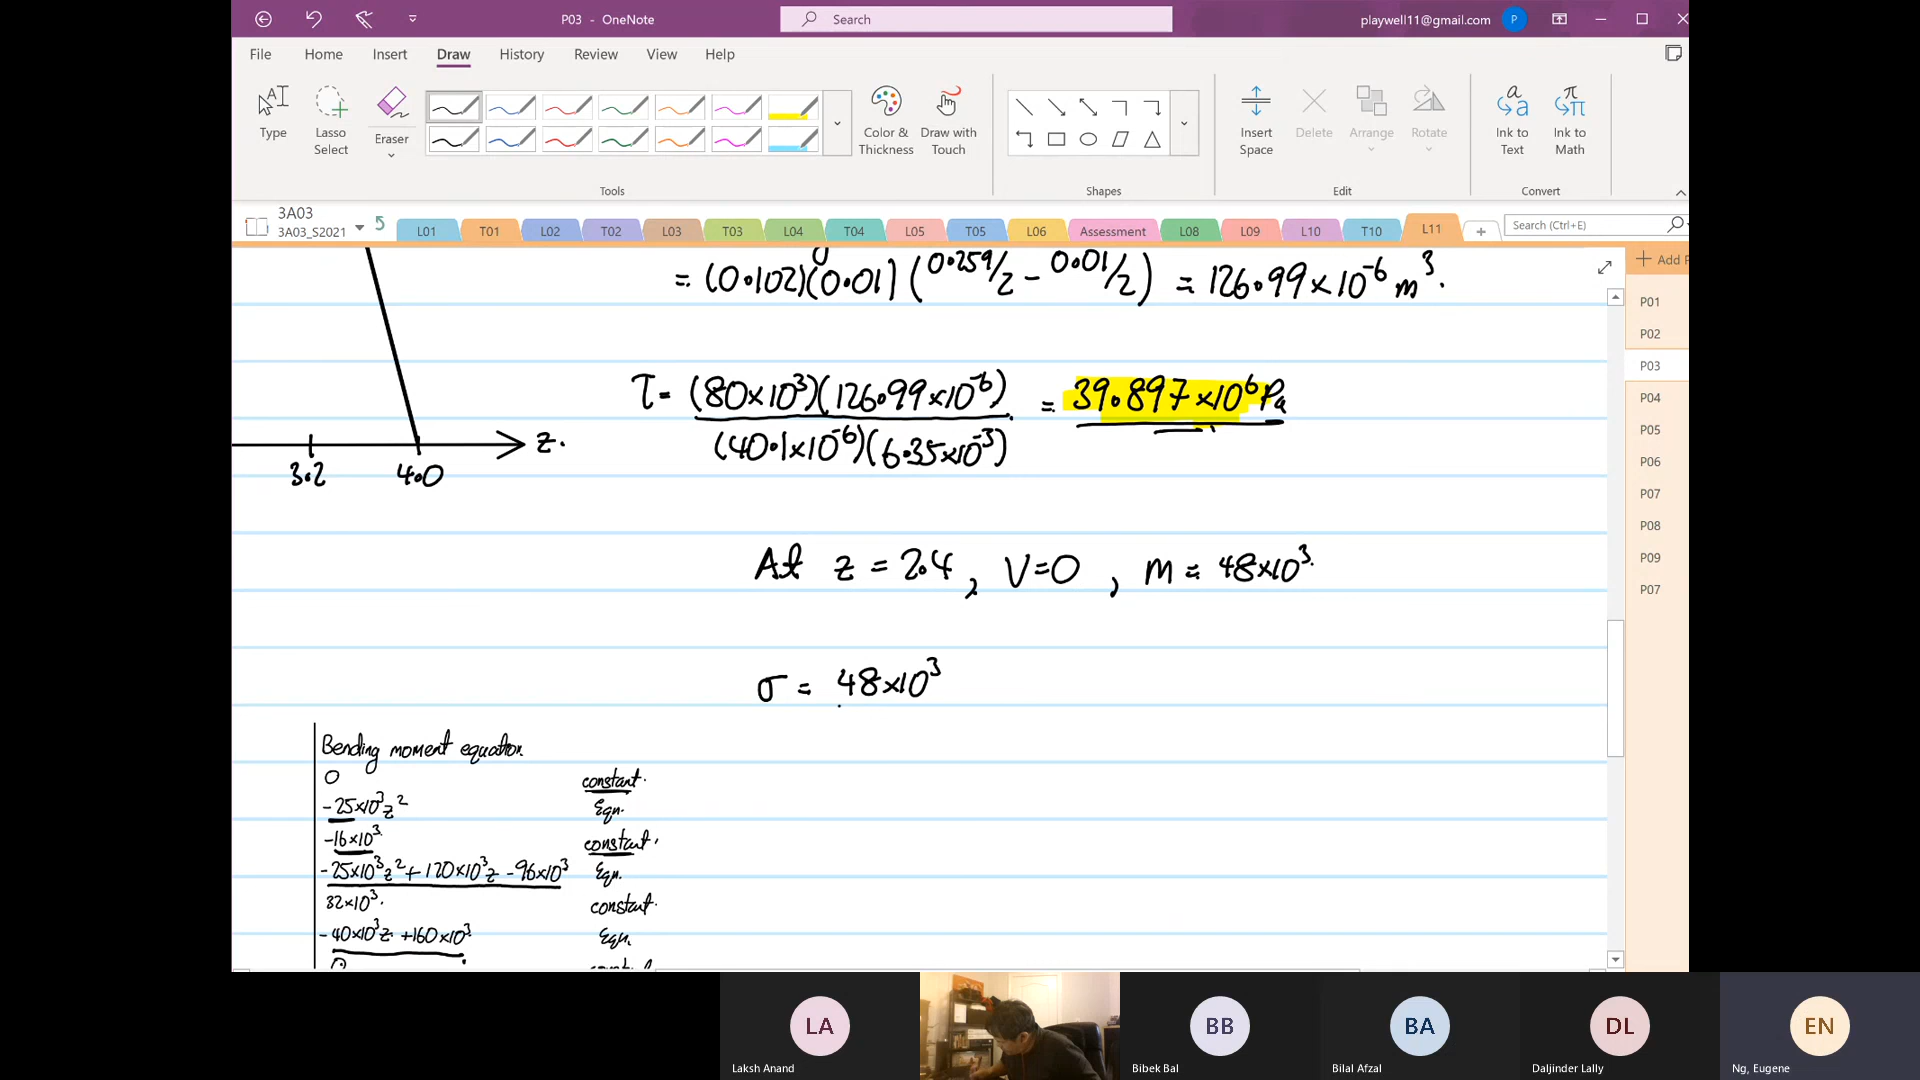 P03 - OneNote
Search
playwell11@gmail.com
P
File Home Insert Draw History Review View Help
Type
Lasso Select
Eraser
Color & Thickness
Draw with Touch
Insert Space
Delete
Arrange
Rotate
Ink to Text
Ink to Math
Tools Shapes Edit Convert
3A03
3A03_S2021
L01 T01 L02 T02 L03 T03 L04 T04 L05 T05 L06 Assessment L08 L09 L10 T10 L11 +
Search (Ctrl+E)
+ Add P
P01
P02
P03
P04
P05
P06
P07
P08
P09
P07
= (0.102)(0.01)(0.259/2 - 0.01/2) = 126.99×10⁻⁶ m³.
τ = (80×10³)(126.99×10⁻⁶) / (40.1×10⁻⁶)(6.35×10⁻³) = 39.897×10⁶ Pa
z.
3.2 4.0
At z = 2.4, V=0, m = 48×10³.
σ = 48×10³
Bending moment equation.
0 constant.
-25×10³z² Eqn.
-16×10³. constant.
-25×10³z² + 120×10³z - 96×10³ Eqn.
32×10³. constant.
-40×10³z +160×10³ Eqn.
LA
BB
BA
DL
EN
Laksh Anand
Bibek Bal
Bilal Afzal
Daljinder Lally
Ng, Eugene